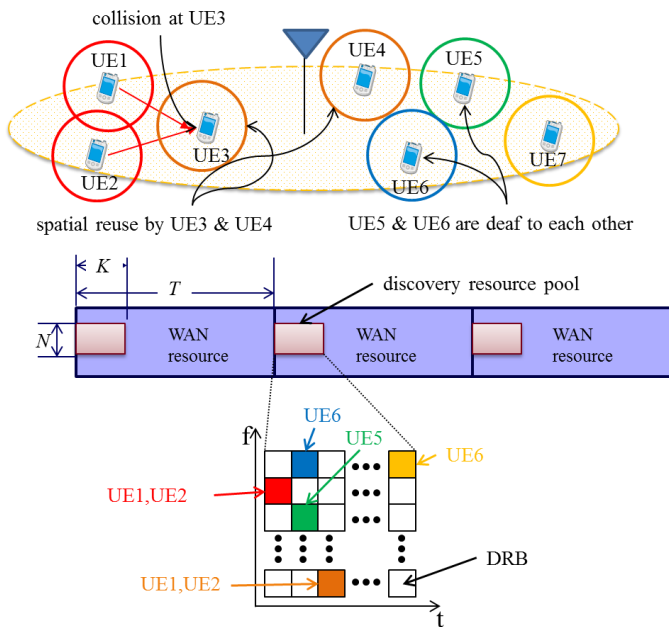 collision at UE3
UE1
UE4
UE5
UE3
UE2
UE6
UE7
spatial reuse by UE3 & UE4
UE5 & UE6 are deaf to each other
K
T
discovery resource pool
N
WAN
resource
WAN
resource
WAN
resource
UE6
f
UE5
UE6
UE1,UE2
DRB
UE1,UE2
t